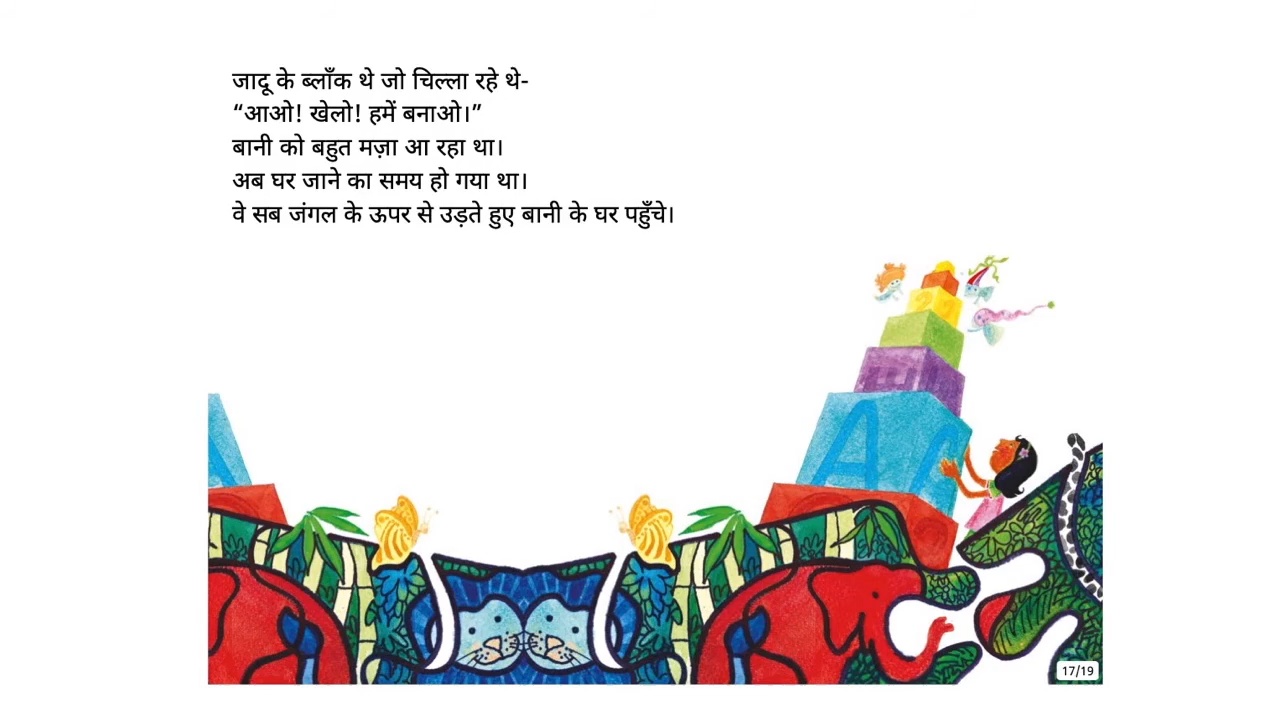 जादू के ब्लॉक थे जो चिल्ला रहे थे-
“आओ! खेलो! हमें बनाओ।”
बानी को बहुत मज़ा आ रहा था।
अब घर जाने का समय हो गया था।
वे सब जंगल के ऊपर से उड़ते हुए बानी के घर पहुँचे।
A
A A
17/19